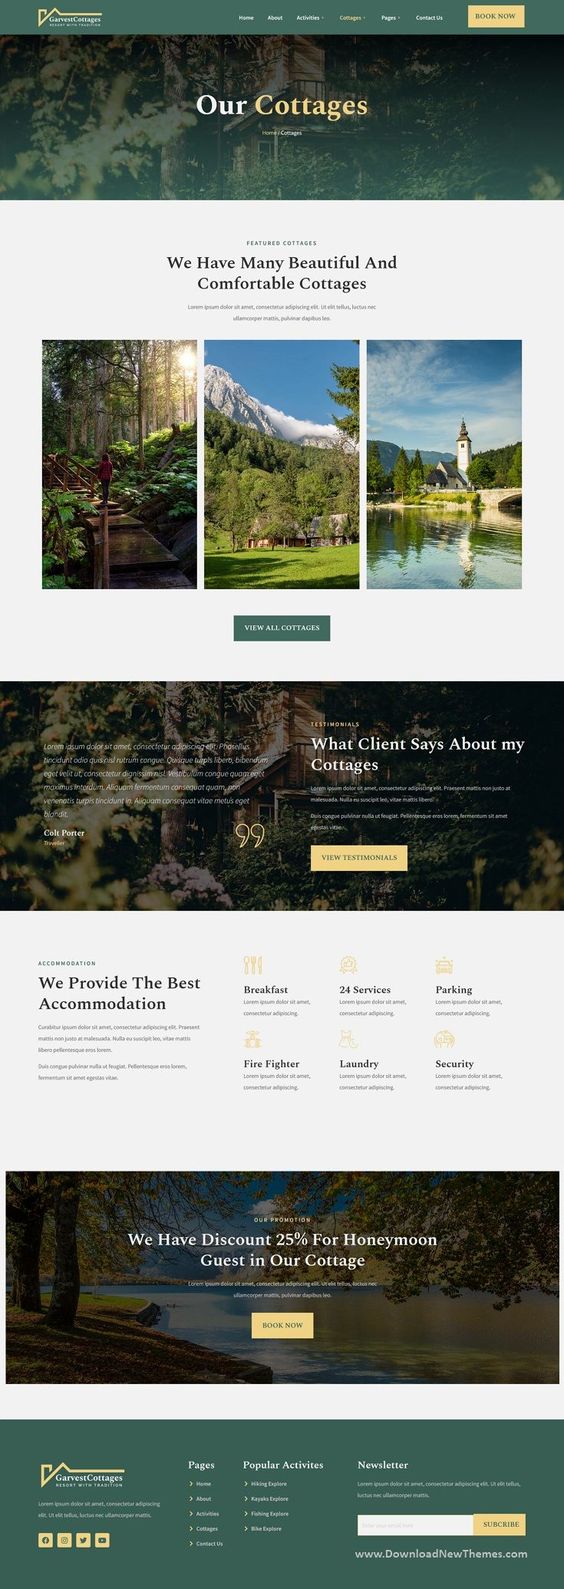 GarvestCottages
RESORT WITH TRADITION
Home
About
Activities
Cottages
Pages
Contact Us
BOOK NOW
Our Cottages
Home / Cottages
FEATURED COTTAGES
We Have Many Beautiful And
Comfortable Cottages
Lorem ipsum dolor sit amet, consectetur adipiscing elit. Ut elit tellus, luctus nec
ullamcorper mattis, pulvinar dapibus leo.
VIEW ALL COTTAGES
Lorem ipsum dolor sit amet, consectetur adipiscing elit. Phasellus
tincidunt odio quis nisl rutrum congue. Quisque turpis libero, bibendum
eget velit ut, consectetur dignissim nisl. Vestibulum congue quam eget
maximus interdum. Aliquam fermentum consequat quam, non
venenatis turpis tincidunt in. Aliquam consequat vitae metus eget
blandit.
Colt Porter
Traveller
TESTIMONIALS
What Client Says About my
Cottages
Lorem ipsum dolor sit amet, consectetur adipiscing elit. Praesent mattis non justo at
malesuada. Nulla eu suscipit leo, vitae mattis libero.
Duis congue pulvinar nulla ut feugiat. Pellentesque eros lorem, fermentum sit amet
egestas vitae.
VIEW TESTIMONIALS
ACCOMMODATION
We Provide The Best
Accommodation
Curabitur ipsum dolor sit amet, consectetur adipiscing elit. Praesent
mattis non justo at malesuada. Nulla eu suscipit leo, vitae mattis
libero pellentesque eros lorem.
Duis congue pulvinar nulla ut feugiat. Pellentesque eros lorem,
fermentum sit amet egestas vitae.
Breakfast
Lorem ipsum dolor sit amet,
consectetur adipiscing.
24 Services
Lorem ipsum dolor sit amet,
consectetur adipiscing.
Parking
Lorem ipsum dolor sit amet,
consectetur adipiscing.
Fire Fighter
Lorem ipsum dolor sit amet,
consectetur adipiscing.
Laundry
Lorem ipsum dolor sit amet,
consectetur adipiscing.
Security
Lorem ipsum dolor sit amet,
consectetur adipiscing.
OUR PROMOTION
We Have Discount 25% For Honeymoon
Guest in Our Cottage
Lorem ipsum dolor sit amet, consectetur adipiscing elit. Ut elit tellus, luctus nec
ullamcorper mattis, pulvinar dapibus leo.
BOOK NOW
GarvestCottages
RESORT WITH TRADITION
Lorem ipsum dolor sit amet, consectetur adipiscing
elit. Ut elit tellus, luctus nec ullamcorper.
Pages
Home
About
Activities
Cottages
Contact Us
Popular Activites
Hiking Explore
Kayaks Explore
Fishing Explore
Bike Explore
Newsletter
Lorem ipsum dolor sit amet, consectetur adipiscing elit. Ut elit tellus,
luctus nec ullamcorper mattis.
Enter your email here
SUBCRIBE
www.DownloadNewThemes.com